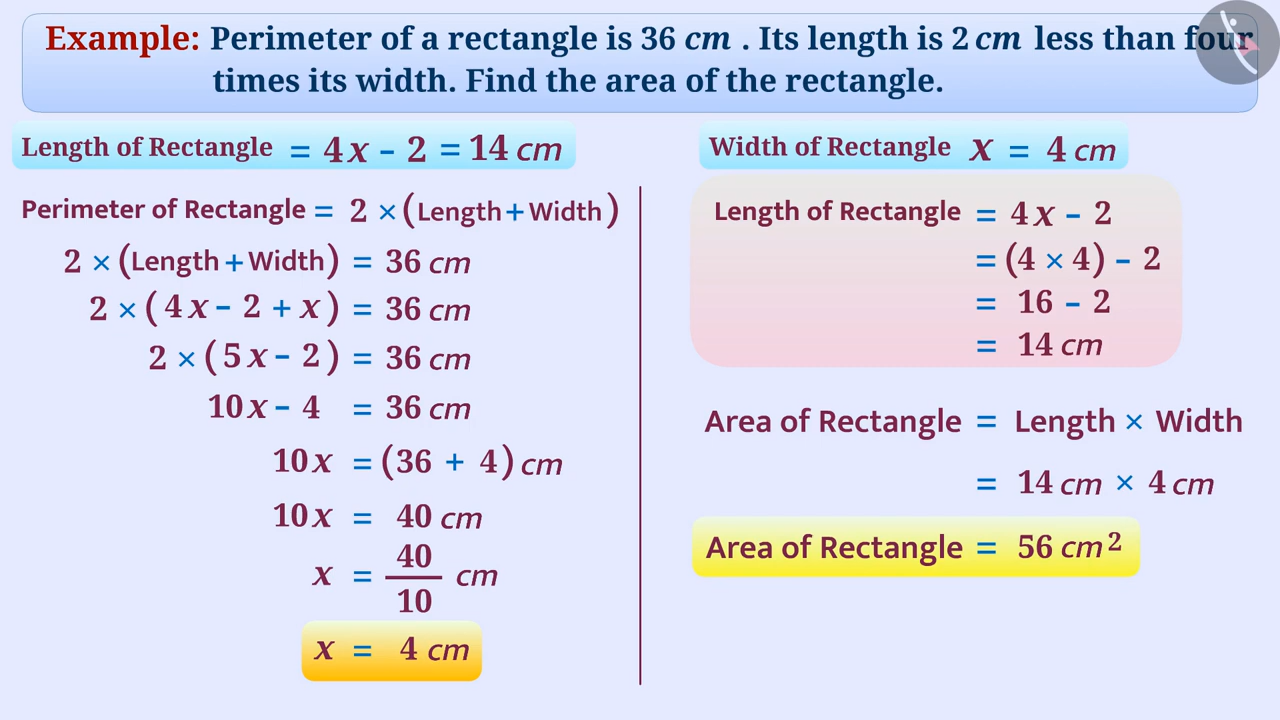 Example: Perimeter of a rectangle is 36 cm . Its length is 2 cm less than four
times its width. Find the area of the rectangle.
Length of Rectangle = 4x - 2 = 14 cm
Perimeter of Rectangle = 2 × (Length + Width)
2 × (Length + Width) = 36 cm
2 × (4x - 2 + x) = 36 cm
2 × (5x - 2) = 36 cm
10x - 4 = 36 cm
10x = (36 + 4) cm
10x = 40 cm
x = 40/10 cm
x = 4 cm
Width of Rectangle x = 4 cm
Length of Rectangle = 4x - 2
= (4 × 4) - 2
= 16 - 2
= 14 cm
Area of Rectangle = Length × Width
= 14 cm × 4 cm
Area of Rectangle = 56 cm²